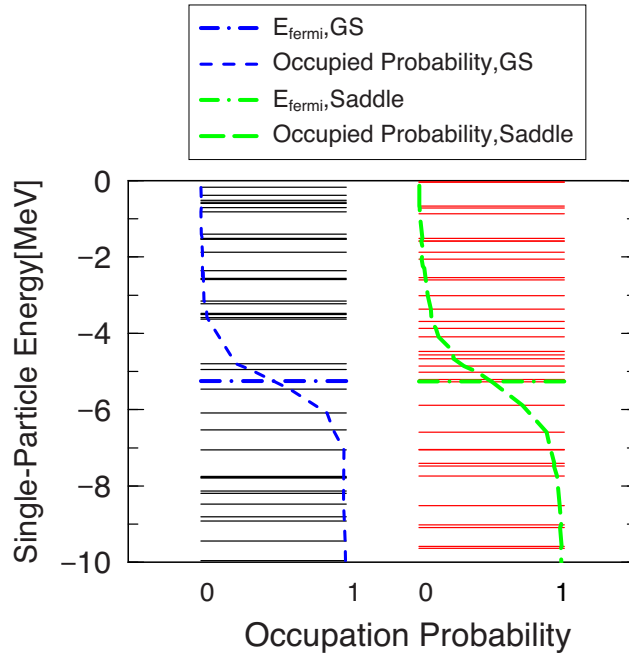 E_fermi,GS
Occupied Probability,GS
E_fermi,Saddle
Occupied Probability,Saddle
Single-Particle Energy[MeV]
0
−2
−4
−6
−8
−10
0 1 0 1
Occupation Probability